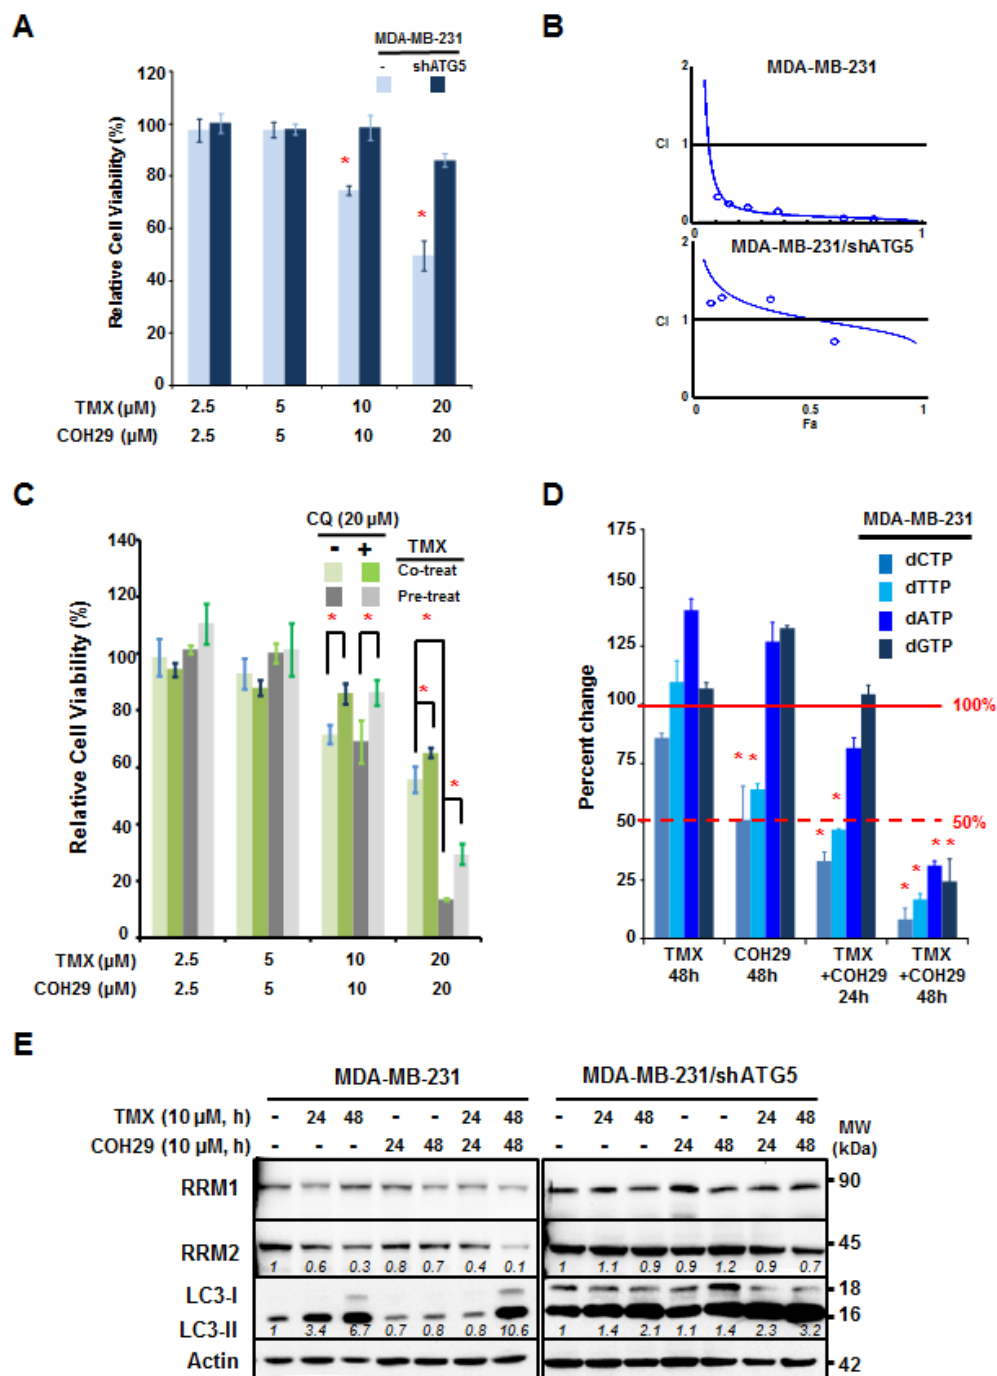 A
MDA-MB-231
- shATG5
Relative Cell Viability (%)
120
100
80
60
40
20
0
TMX (µM) 2.5 5 10 20
COH29 (µM) 2.5 5 10 20
* *
B
MDA-MB-231
2
CI 1
0
0 1
MDA-MB-231/shATG5
2
CI 1
0 0.5 1
Fa
C
CQ (20 µM)
- + TMX
Co-treat
Pre-treat
Relative Cell Viability (%)
140
120
100
80
60
40
20
0
* * * * *
TMX (µM) 2.5 5 10 20
COH29 (µM) 2.5 5 10 20
D
MDA-MB-231
dCTP
dTTP
dATP
dGTP
Percent change
175
150
125
100
75
50
25
0
100%
50%
* * * * * * * *
TMX 48h
COH29 48h
TMX +COH29 24h
TMX +COH29 48h
E
MDA-MB-231 MDA-MB-231/shATG5
TMX (10 µM, h) - 24 48 - - 24 48 - 24 48 - - 24 48
COH29 (10 µM, h) - - - 24 48 24 48 - - - 24 48 24 48
MW (kDa)
RRM1 90
RRM2 45
1 0.6 0.3 0.8 0.7 0.4 0.1 1 1.1 0.9 0.9 1.2 0.9 0.7
LC3-I 18
LC3-II 16
1 3.4 6.7 0.7 0.8 0.8 10.6 1 1.4 2.1 1.1 1.4 2.3 3.2
Actin 42